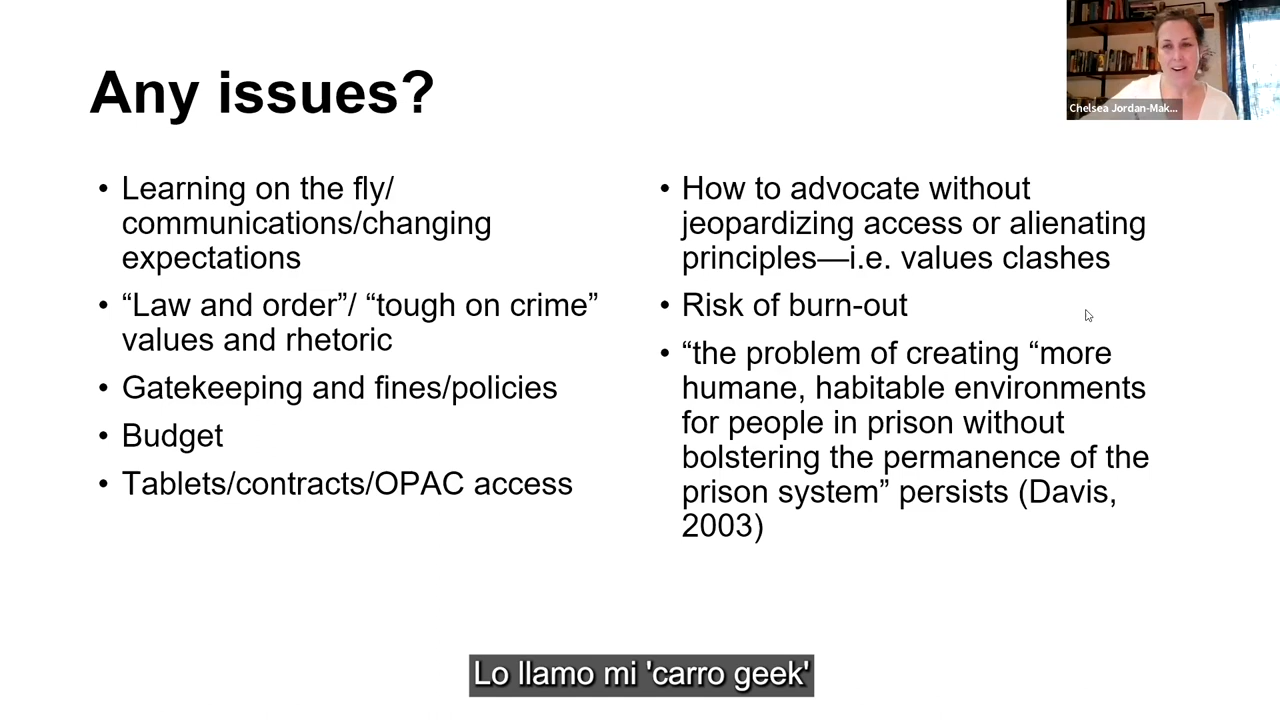 Any issues?
Chelsea Jordan-Mak...
• Learning on the fly/
communications/changing
expectations
• “Law and order”/ “tough on crime”
values and rhetoric
• Gatekeeping and fines/policies
• Budget
• Tablets/contracts/OPAC access
• How to advocate without
jeopardizing access or alienating
principles—i.e. values clashes
• Risk of burn-out
• “the problem of creating “more
humane, habitable environments
for people in prison without
bolstering the permanence of the
prison system” persists (Davis,
2003)
Lo llamo mi 'carro geek'